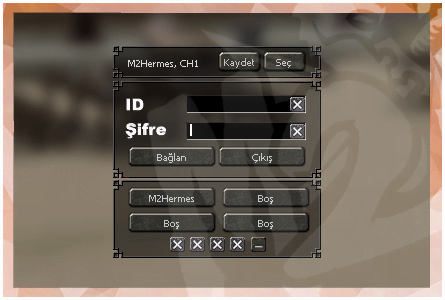 M2Hermes, CH1 Kaydet Seç
ID
Şifre
Bağlan Çıkış
M2Hermes Boş
Boş Boş